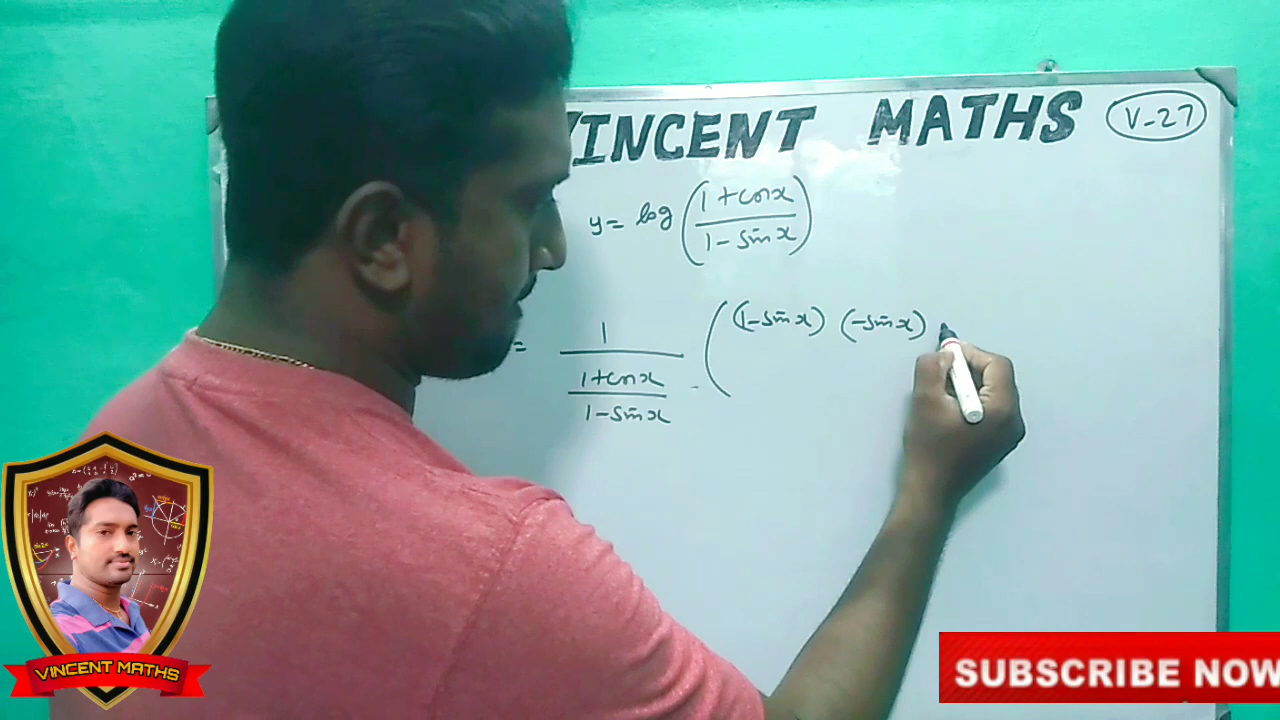 VINCENT MATHS V-27
y = log (1+cosx / 1-sinx)
= 1 / (1+cosx / 1-sinx) . ((1-sinx) (-sinx)
VINCENT MATHS
SUBSCRIBE NOW